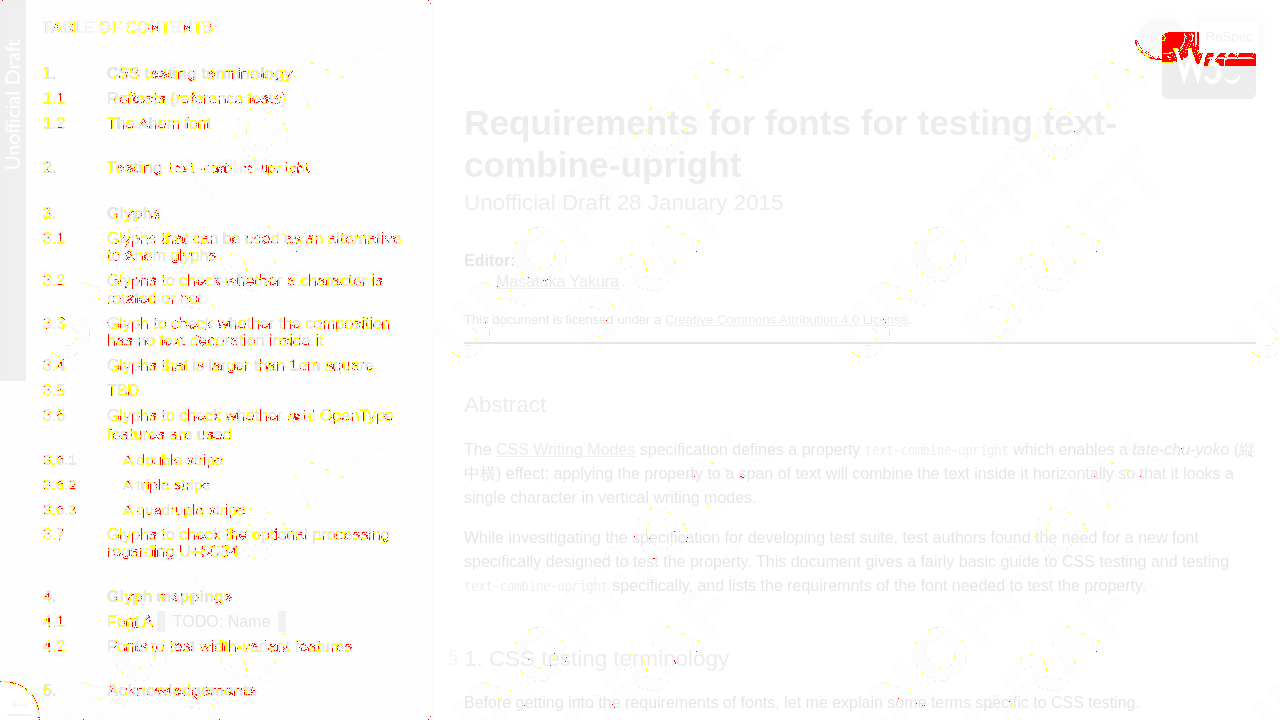 Unofficial Draft
TABLE OF CONTENTS
1. CSS testing terminology
1.1 Reftests (reference tests)
1.2 The Ahem font
2. Testing text-combine-upright
3. Glyphs
3.1 Glyphs that can be used as an alternative
to Ahem glyphs
3.2 Glyphs to check whether a character is
rotated or not
3.3 Glyph to check whether the composition
has no text decoration inside it
3.4 Glyphs that is larger than 1em square
3.5 TBD
3.6 Glyphs to check whether OpenType
features are used
3.6.1 A double stripe
3.6.2 A triple stripe
3.6.3 A quadruple stripe
3.7 Glyphs to check the optional processing
regarding U+5C34
4. Glyph mappings
4.1 Font A TODO: Name
4.2 Fonts to test width-variant features
5. Acknowledgements
↑
ReSpec
W3C
Requirements for fonts for testing text-
combine-upright
Unofficial Draft 28 January 2015
Editor:
Masataka Yakura
This document is licensed under a Creative Commons Attribution 4.0 License.
Abstract
The CSS Writing Modes specification defines a property text-combine-upright which enables a tate-chu-yoko (縦
中横) effect; applying the property to a span of text will combine the text inside it horizontally so that it looks a
single character in vertical writing modes.
While invesitigating the specification for developing test suite, test authors found the need for a new font
specifically designed to test the property. This document gives a fairly basic guide to CSS testing and testing
text-combine-upright specifically, and lists the requiremnts of the font needed to test the property.
§ 1. CSS testing terminology
Before getting into the requirements of fonts, let me explain some terms specific to CSS testing.
UNOFFICIAL
DRAFT